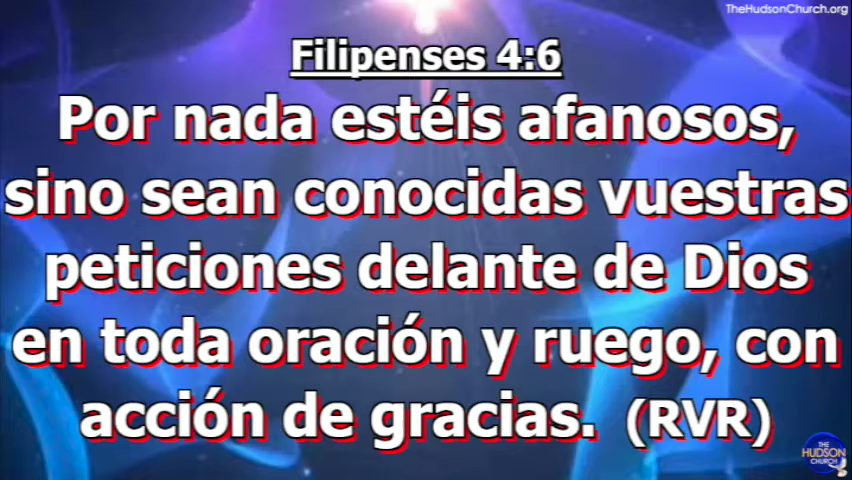 TheHudsonChurch.org
Filipenses 4:6
Por nada estéis afanosos,
sino sean conocidas vuestras
peticiones delante de Dios
en toda oración y ruego, con
acción de gracias. (RVR)
THE
HUDSON
CHURCH